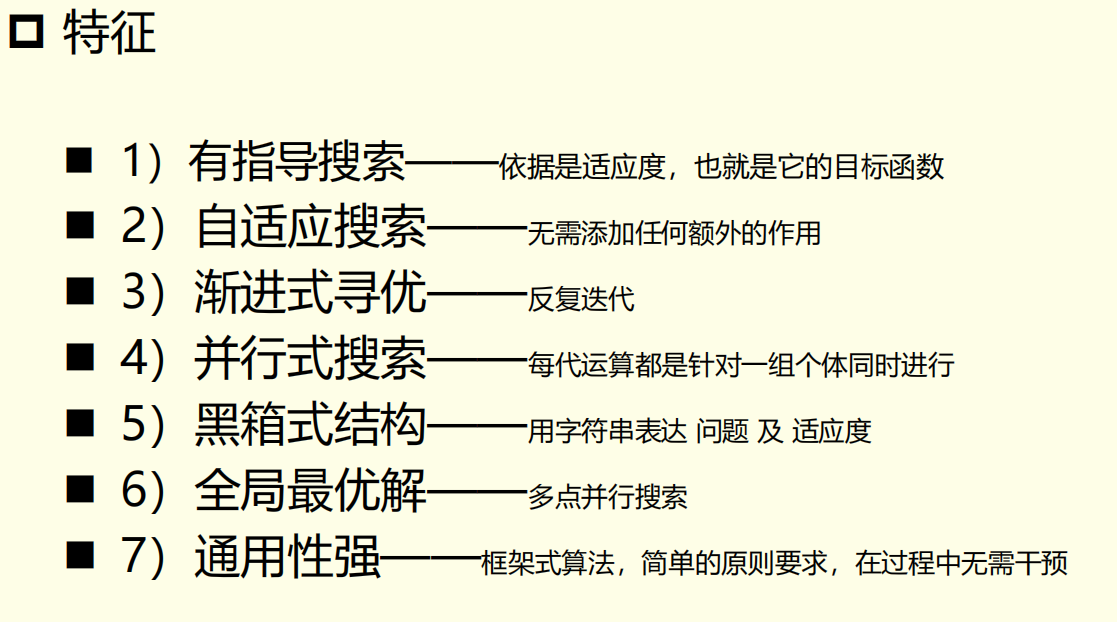 特征
1）有指导搜索——依据是适应度，也就是它的目标函数
2）自适应搜索——无需添加任何额外的作用
3）渐进式寻优——反复迭代
4）并行式搜索——每代运算都是针对一组个体同时进行
5）黑箱式结构——用字符串表达 问题 及 适应度
6）全局最优解——多点并行搜索
7）通用性强——框架式算法，简单的原则要求，在过程中无需干预